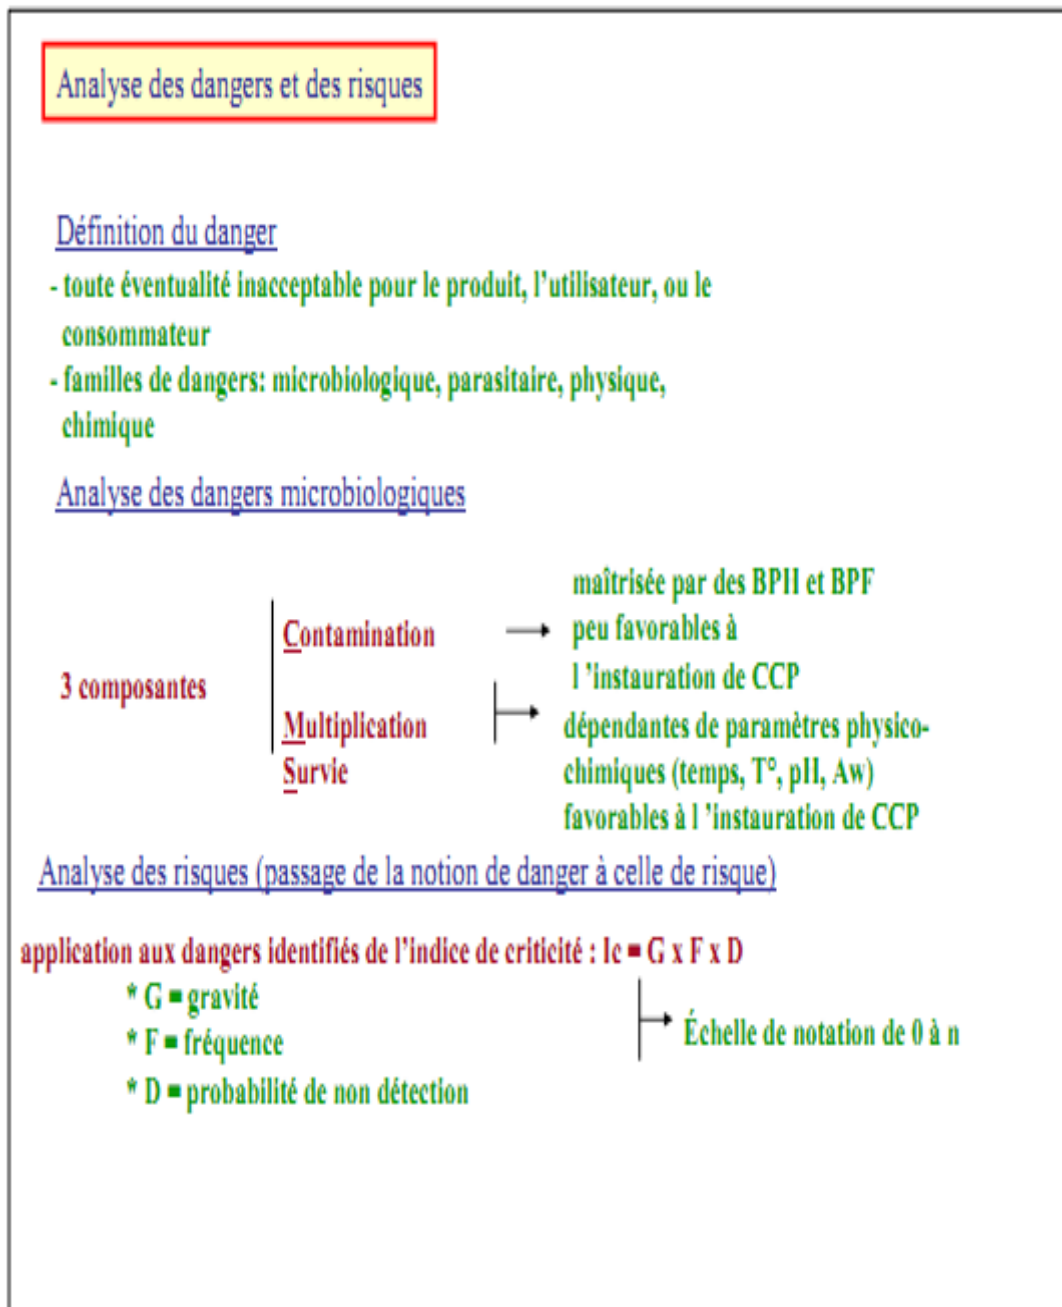 Analyse des dangers et des risques
Définition du danger
- toute éventualité inacceptable pour le produit, l'utilisateur, ou le
consommateur
- familles de dangers: microbiologique, parasitaire, physique,
chimique
Analyse des dangers microbiologiques
3 composantes
Contamination
maîtrisée par des BPH et BPF
peu favorables à
l ’instauration de CCP
Multiplication
Survie
dépendantes de paramètres physico-
chimiques (temps, T°, pH, Aw)
favorables à l ’instauration de CCP
Analyse des risques (passage de la notion de danger à celle de risque)
application aux dangers identifiés de l’indice de criticité : Ic = G x F x D
* G = gravité
* F = fréquence
* D = probabilité de non détection
Échelle de notation de 0 à n